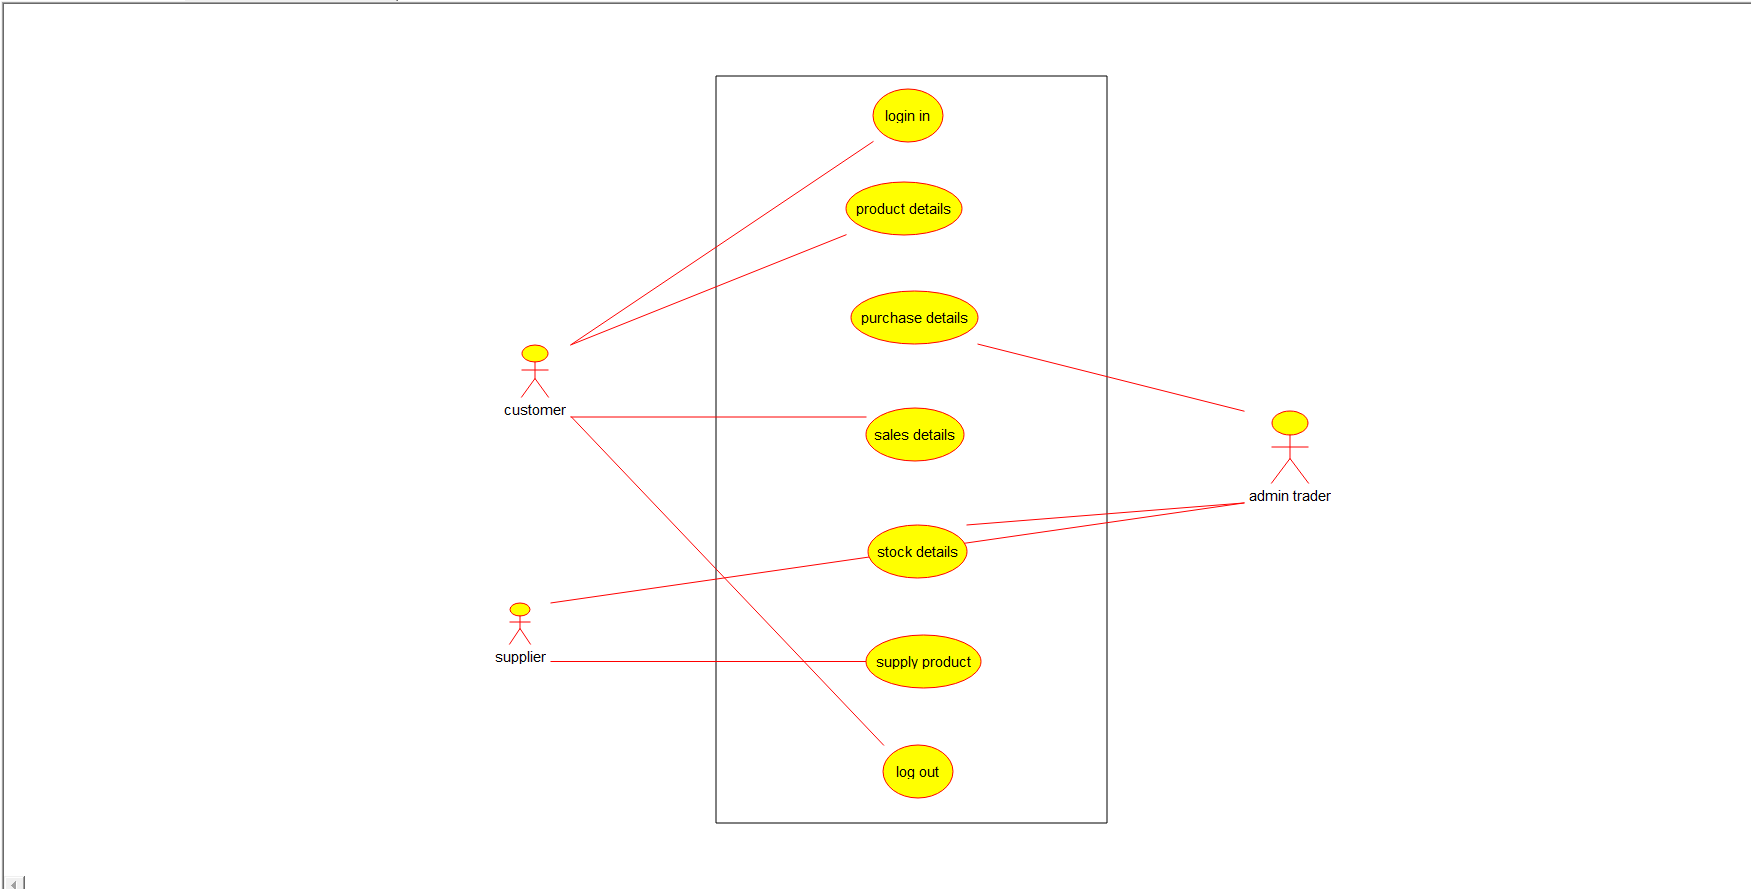 login in
product details
purchase details
customer
sales details
admin trader
stock details
supplier
supply product
log out